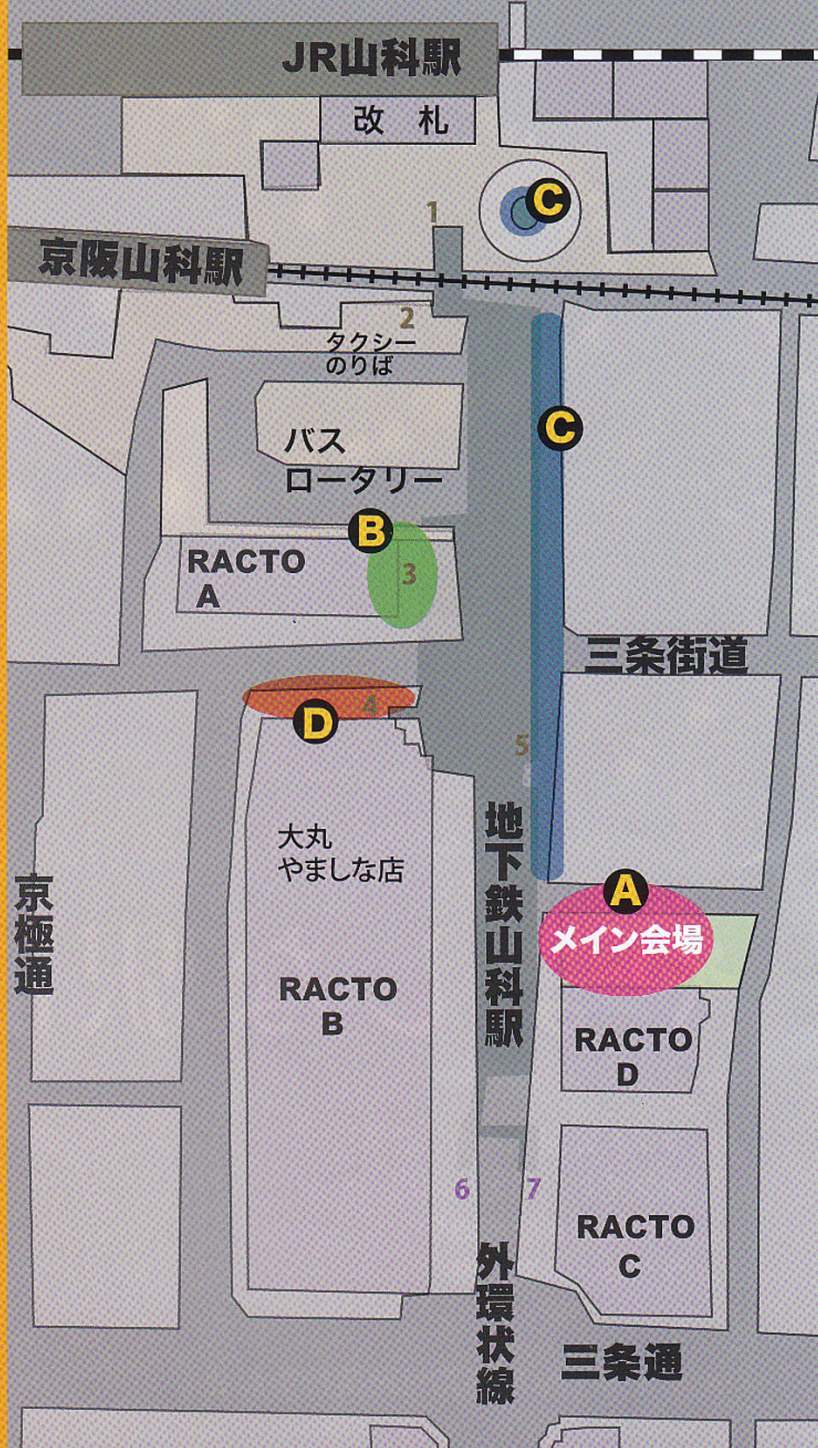 JR山科駅
改 札
C
1
京阪山科駅
2
タクシー
のりば
C
バス
ロータリー
B
RACTO
A
3
三条街道
4
D
5
地下鉄山科駅
大丸
やましな店
A
メイン会場
京極通
RACTO
B
RACTO
D
6
7
RACTO
C
外環状線
三条通